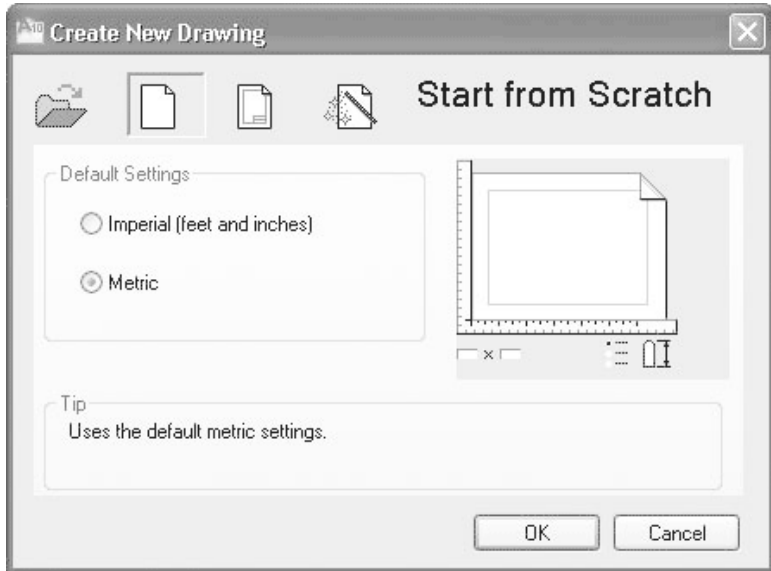 Create New Drawing
Start from Scratch
Default Settings
Imperial (feet and inches)
Metric
Tip
Uses the default metric settings.
OK
Cancel